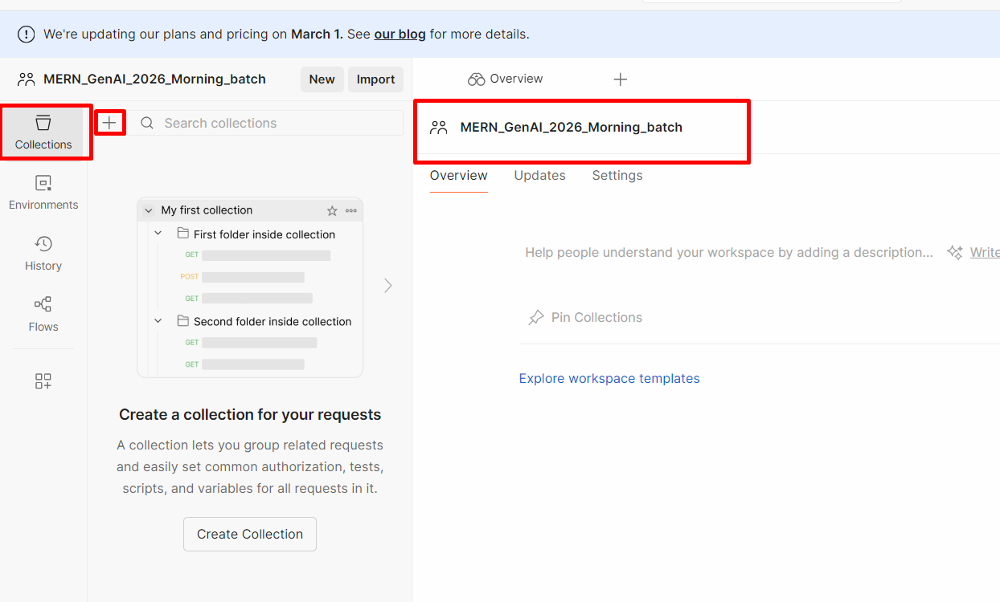 We're updating our plans and pricing on March 1. See our blog for more details.
MERN_GenAI_2026_Morning_batch
New
Import
Overview
Collections
Search collections
MERN_GenAI_2026_Morning_batch
Overview
Updates
Settings
Environments
History
Flows
My first collection
First folder inside collection
GET
POST
GET
Second folder inside collection
GET
GET
Create a collection for your requests
A collection lets you group related requests
and easily set common authorization, tests,
scripts, and variables for all requests in it.
Create Collection
Help people understand your workspace by adding a description...
Write
Pin Collections
Explore workspace templates